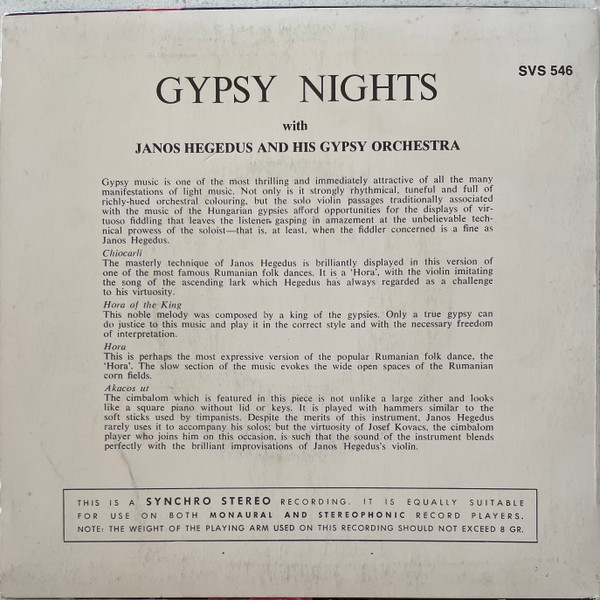 SVS 546
GYPSY NIGHTS
with
JANOS HEGEDUS AND HIS GYPSY ORCHESTRA
Gypsy music is one of the most thrilling and immediately attractive of all the many
manifestations of light music. Not only is it strongly rhythmical, tuneful and full of
richly-hued orchestral colouring, but the solo violin passages traditionally associated
with the music of the Hungarian gypsies afford opportunities for the displays of vir-
tuoso fiddling that leaves the listener gasping in amazement at the unbelievable tech-
nical prowess of the soloist—that is, at least, when the fiddler concerned is a fine as
Janos Hegedus.
Chiocarli
The masterly technique of Janos Hegedus is brilliantly displayed in this version of
one of the most famous Rumanian folk dances. It is a 'Hora', with the violin imitating
the song of the ascending lark which Hegedus has always regarded as a challenge
to his virtuosity.
Hora of the King
This noble melody was composed by a king of the gypsies. Only a true gypsy can
do justice to this music and play it in the correct style and with the necessary freedom
of interpretation.
Hora
This is perhaps the most expressive version of the popular Rumanian folk dance, the
'Hora'. The slow section of the music evokes the wide open spaces of the Rumanian
corn fields.
Akacos ut
The cimbalom which is featured in this piece is not unlike a large zither and looks
like a square piano without lid or keys. It is played with hammers similar to the
soft sticks used by timpanists. Despite the merits of this instrument, Janos Hegedus
rarely uses it to accompany his solos; but the virtuosity of Josef Kovacs, the cimbalom
player who joins him on this occasion, is such that the sound of the instrument blends
perfectly with the brilliant improvisations of Janos Hegedus's violin.
THIS IS A SYNCHRO STEREO RECORDING. IT IS EQUALLY SUITABLE
FOR USE ON BOTH MONAURAL AND STEREOPHONIC RECORD PLAYERS.
NOTE: THE WEIGHT OF THE PLAYING ARM USED ON THIS RECORDING SHOULD NOT EXCEED 8 GR.